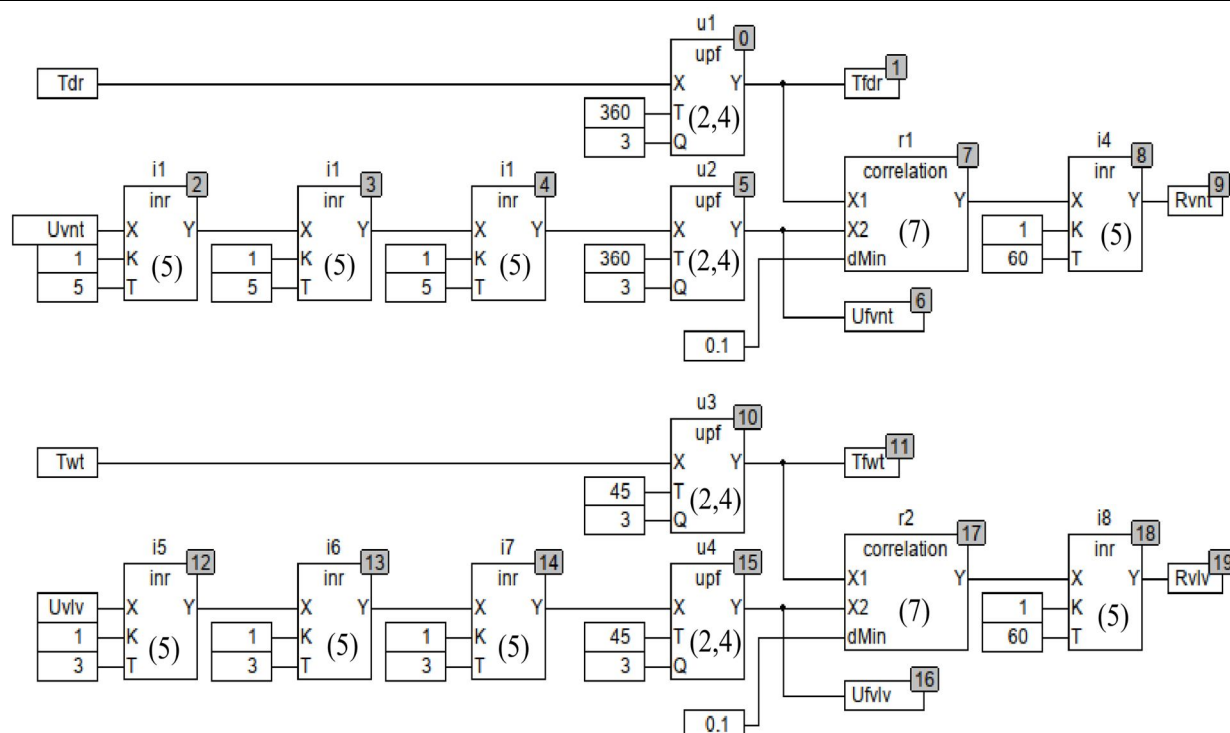 u1 0
upf
Tdr X Y Tfdr 1
360 T (2,4)
3 Q
i1 2 i1 3 i1 4 u2 5 r1 7 i4 8
inr inr inr upf correlation inr
Uvnt X Y X Y X Y X Y X1 Y X Y Rvnt 9
1 K 1 K 1 K 360 T X2 1 K
5 T 5 T 5 T 3 Q dMin 60 T
(5) (5) (5) (2,4) (7) (5)
Ufvnt 6
0.1
u3 10
upf
Twt X Y Tfwt 11
45 T (2,4)
3 Q
i5 12 i6 13 i7 14 u4 15 r2 17 i8 18
inr inr inr upf correlation inr
Uvlv X Y X Y X Y X Y X1 Y X Y Rvlv 19
1 K 1 K 1 K 45 T X2 1 K
3 T 3 T 3 T 3 Q dMin 60 T
(5) (5) (5) (2,4) (7) (5)
Ufvlv 16
0.1